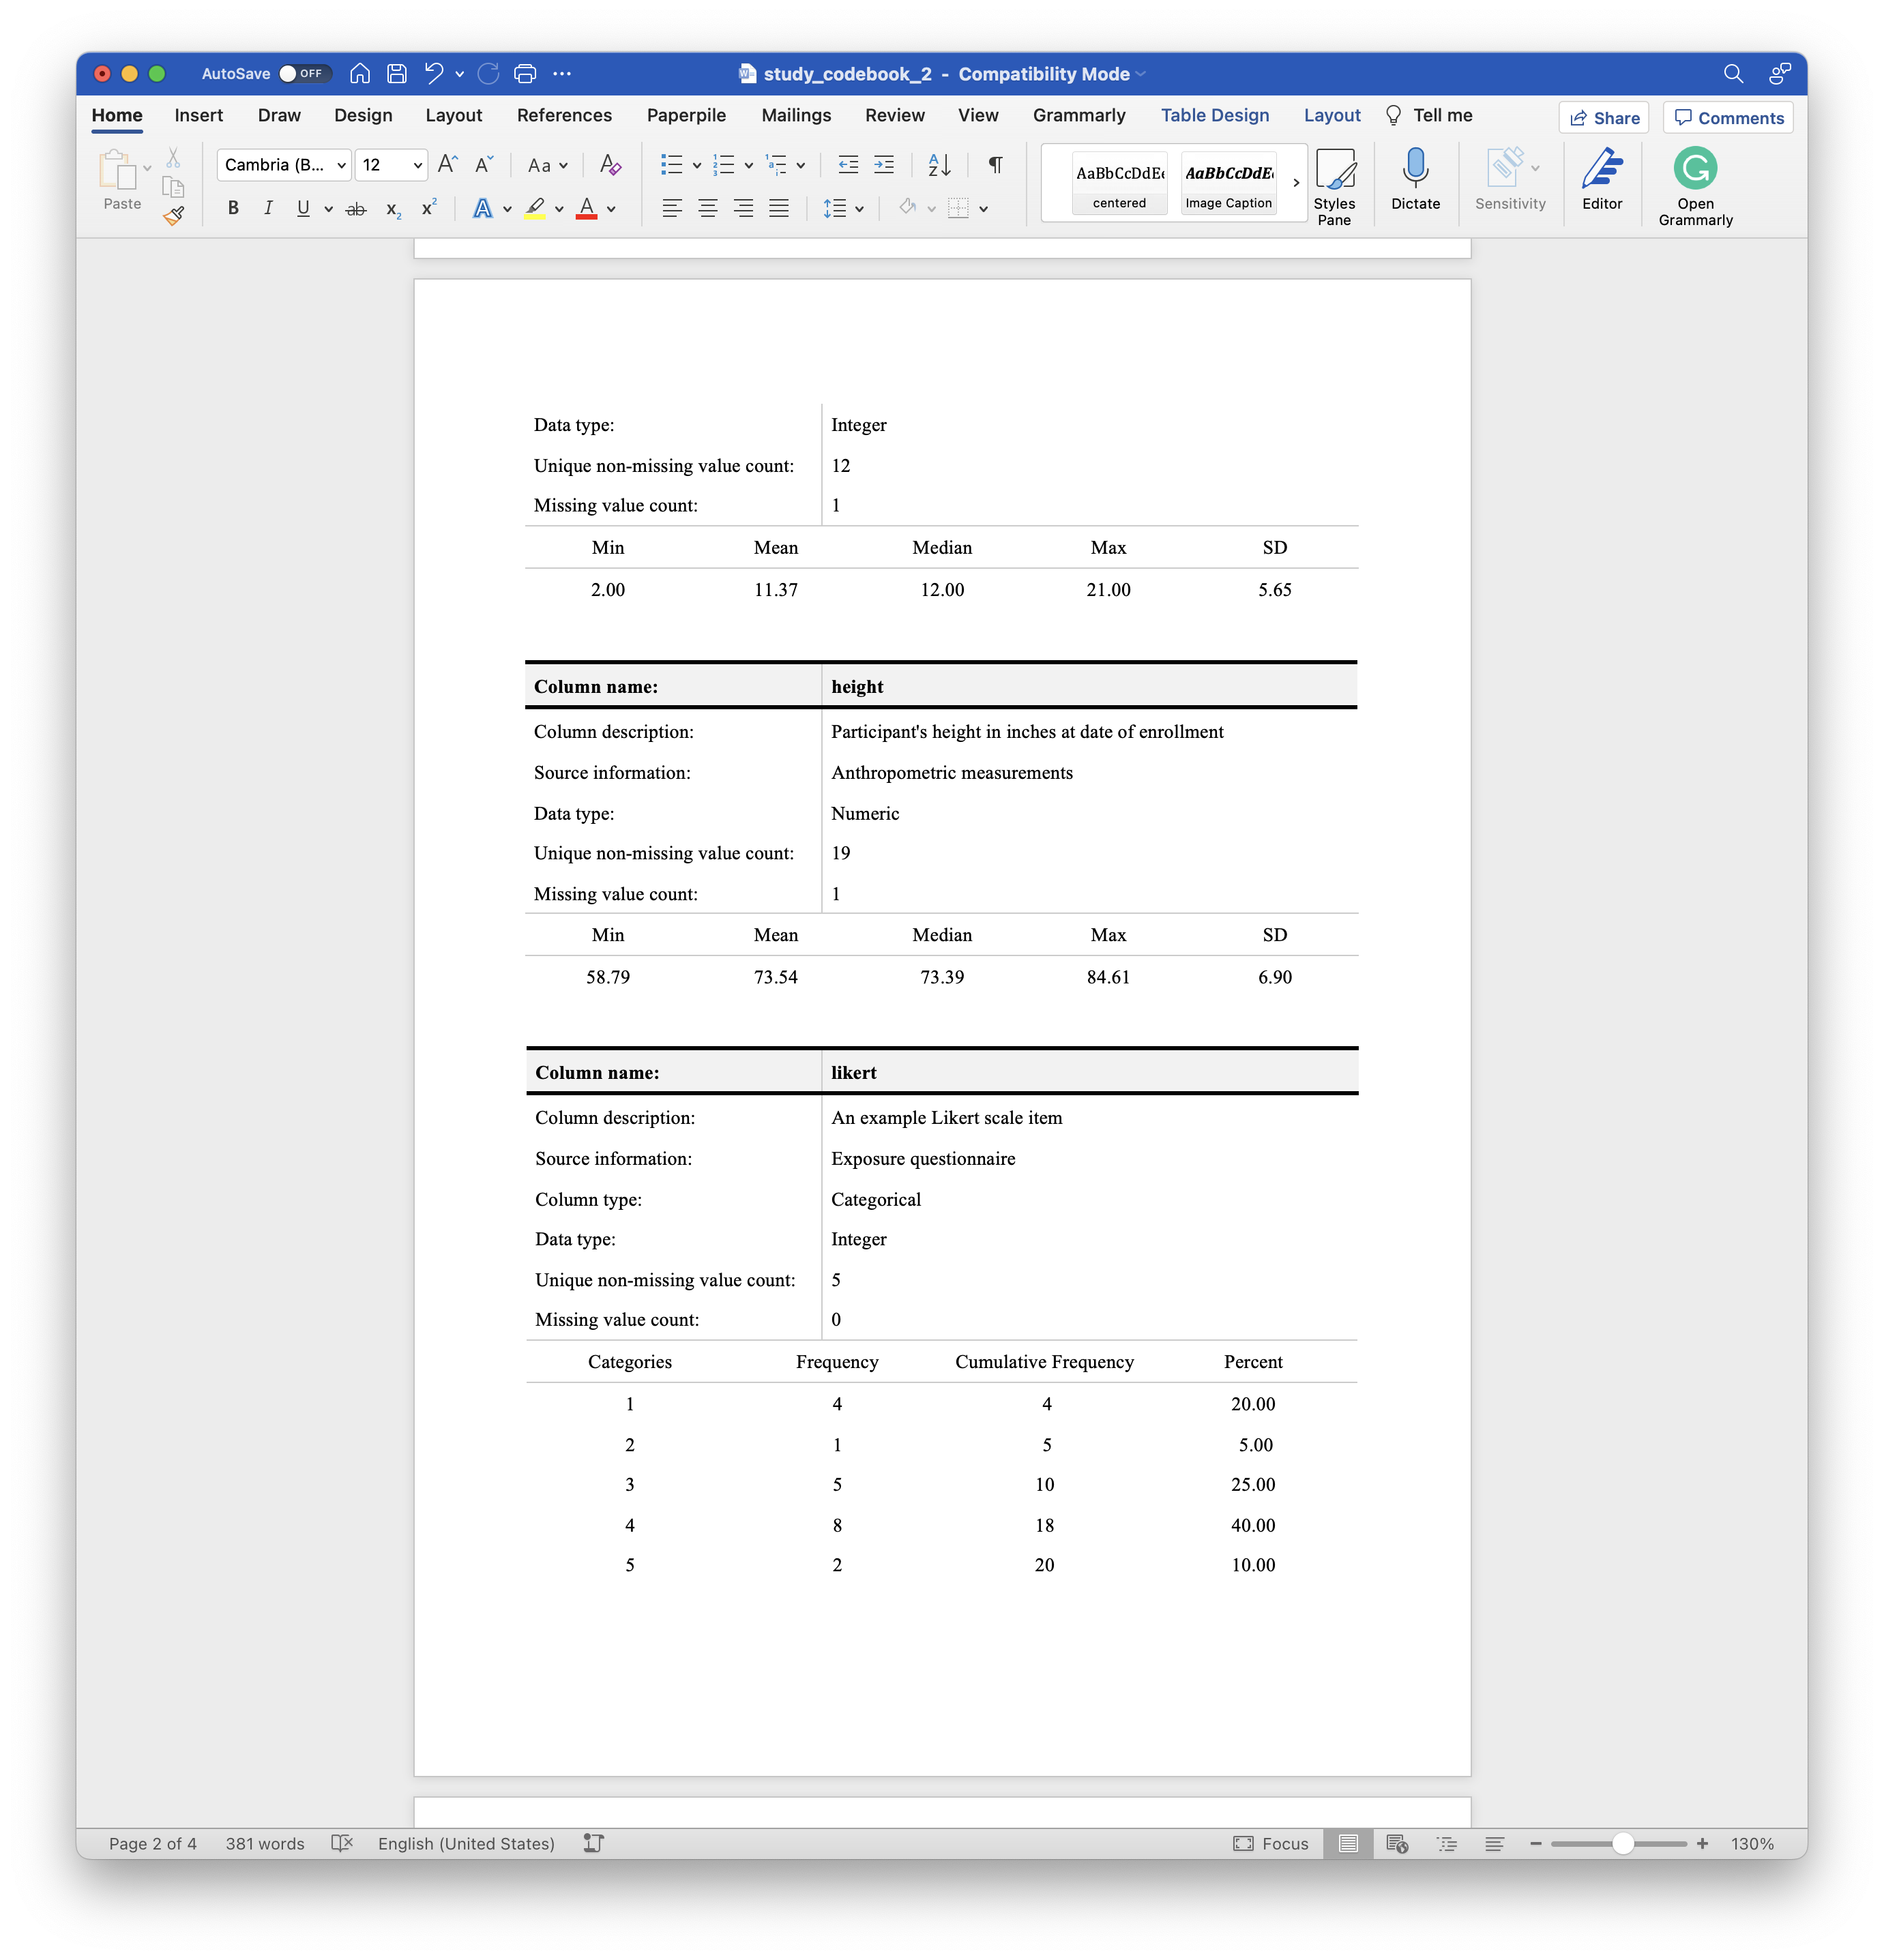 AutoSave OFF study_codebook_2 - Compatibility Mode
Home Insert Draw Design Layout References Paperpile Mailings Review View Grammarly Table Design Layout Tell me Share Comments
Paste Cambria (B... 12 Aa AaBbCcDdEe AaBbCcDdE
centered Image Caption Styles Pane Dictate Sensitivity Editor Open Grammarly
B I U ab x₂ x² A A
Data type: Integer
Unique non-missing value count: 12
Missing value count: 1
Min Mean Median Max SD
2.00 11.37 12.00 21.00 5.65
Column name: height
Column description: Participant's height in inches at date of enrollment
Source information: Anthropometric measurements
Data type: Numeric
Unique non-missing value count: 19
Missing value count: 1
Min Mean Median Max SD
58.79 73.54 73.39 84.61 6.90
Column name: likert
Column description: An example Likert scale item
Source information: Exposure questionnaire
Column type: Categorical
Data type: Integer
Unique non-missing value count: 5
Missing value count: 0
Categories Frequency Cumulative Frequency Percent
1 4 4 20.00
2 1 5 5.00
3 5 10 25.00
4 8 18 40.00
5 2 20 10.00
Page 2 of 4 381 words English (United States) Focus 130%